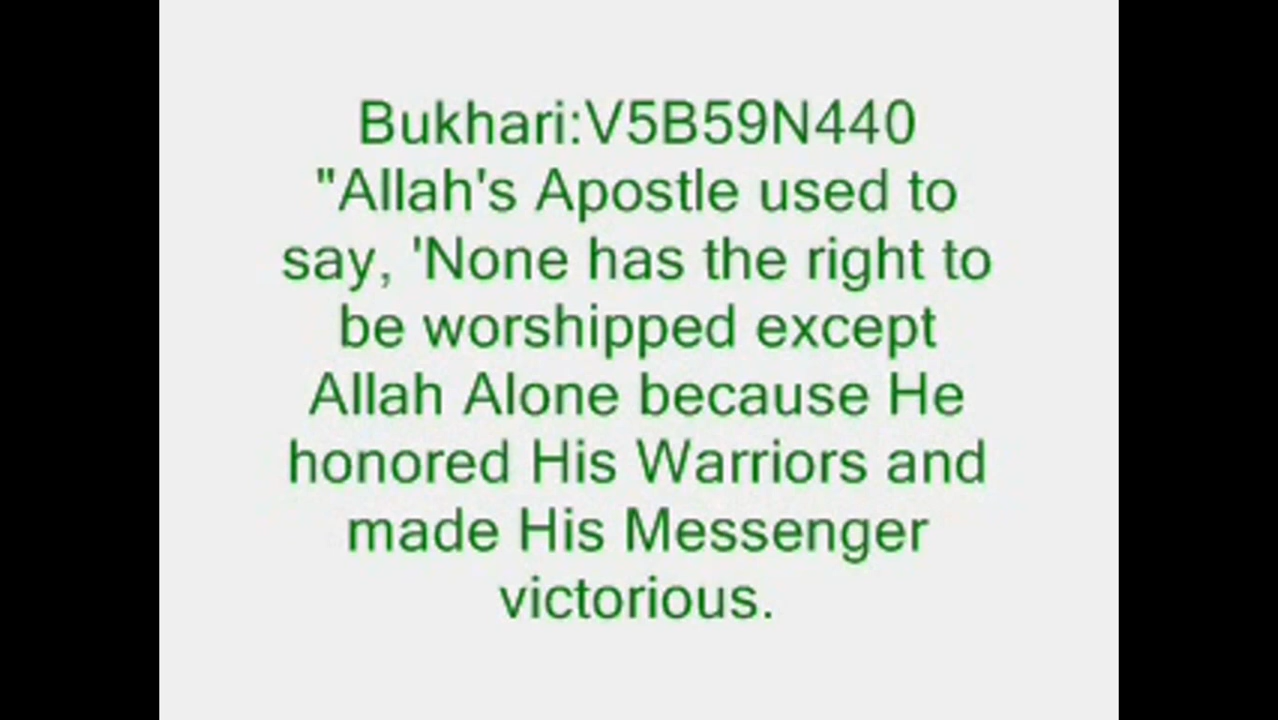 Bukhari:V5B59N440
"Allah's Apostle used to
say, 'None has the right to
be worshipped except
Allah Alone because He
honored His Warriors and
made His Messenger
victorious.